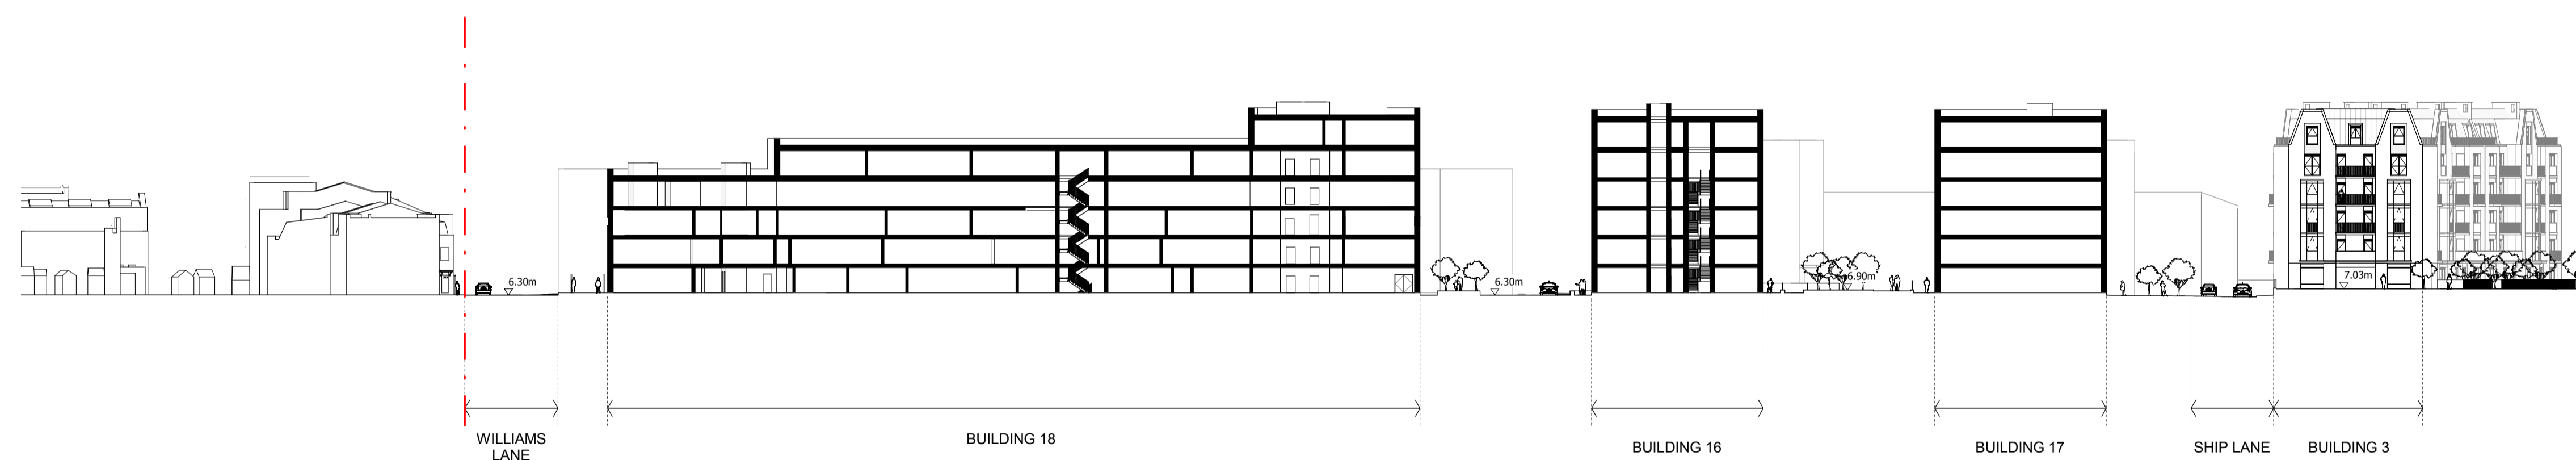 6.30m
6.30m
6.90m
7.03m
WILLIAMS
LANE
BUILDING 18
BUILDING 16
BUILDING 17
SHIP LANE
BUILDING 3